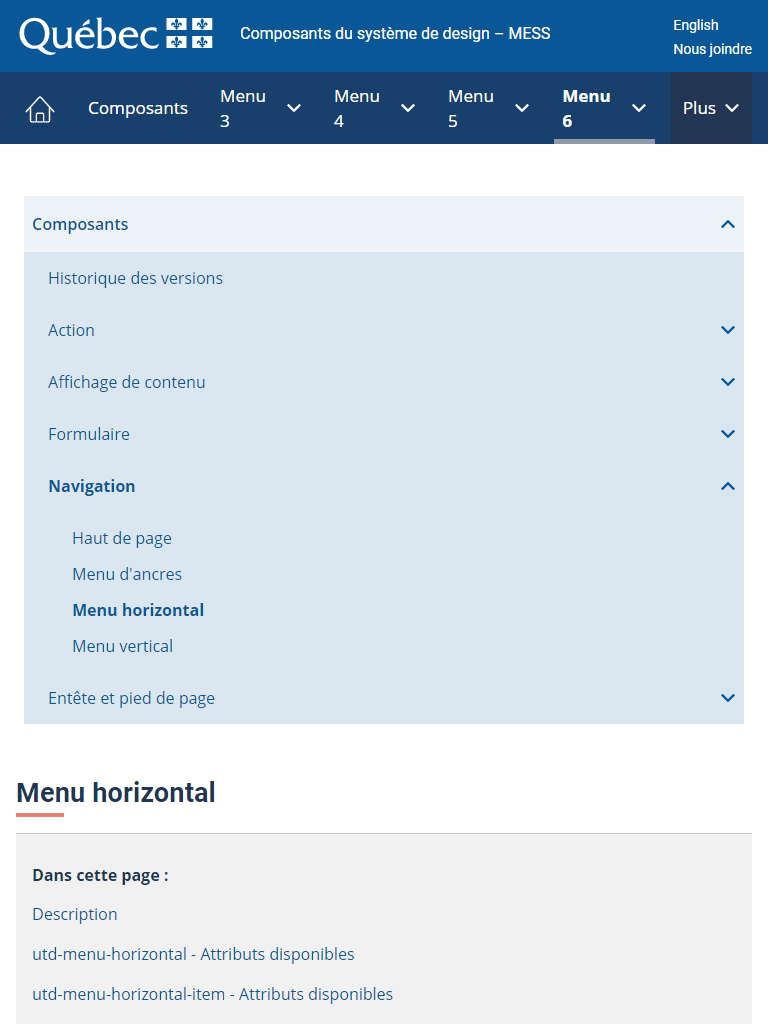 Québec
Composants du système de design – MESS
English
Nous joindre
Composants
Menu
3
Menu
4
Menu
5
Menu
6
Plus
Composants
Historique des versions
Action
Affichage de contenu
Formulaire
Navigation
Haut de page
Menu d'ancres
Menu horizontal
Menu vertical
Entête et pied de page
Menu horizontal
Dans cette page :
Description
utd-menu-horizontal - Attributs disponibles
utd-menu-horizontal-item - Attributs disponibles